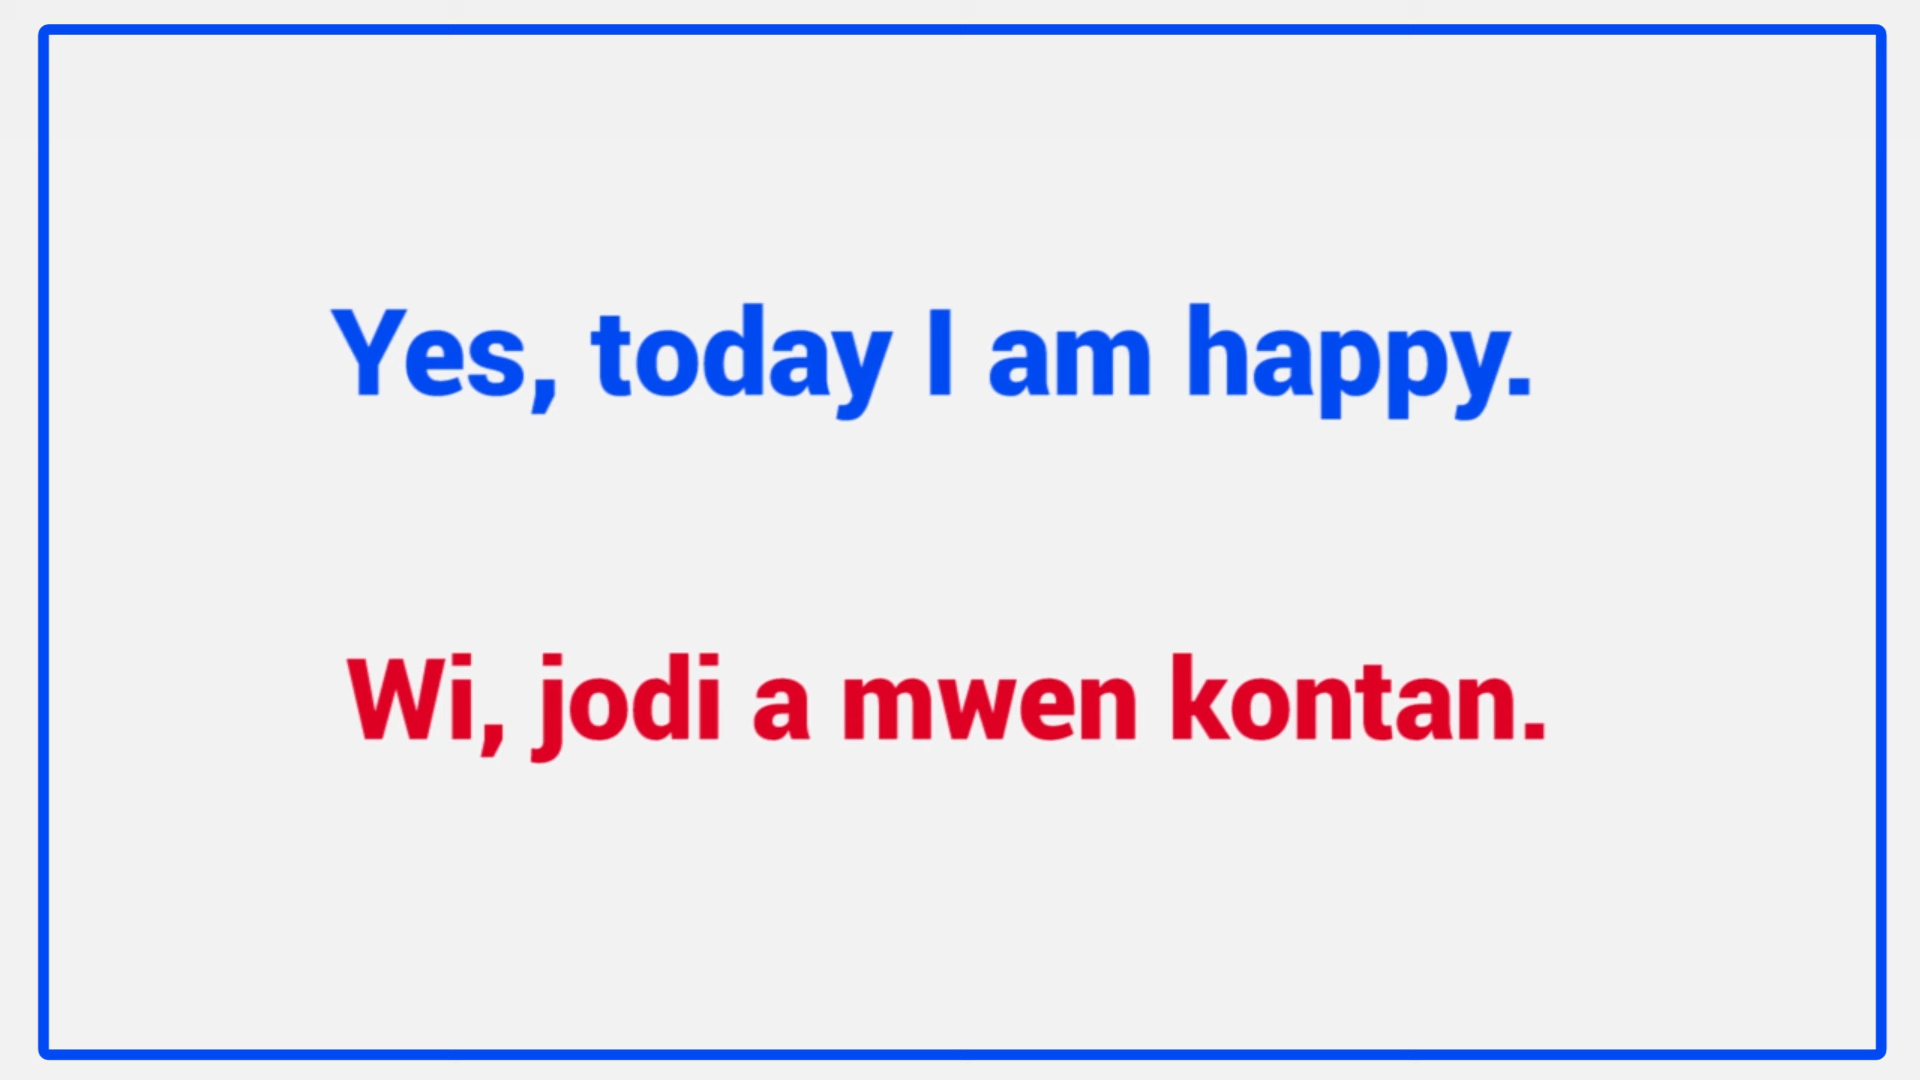 Yes, today I am happy.
Wi, jodi a mwen kontan.